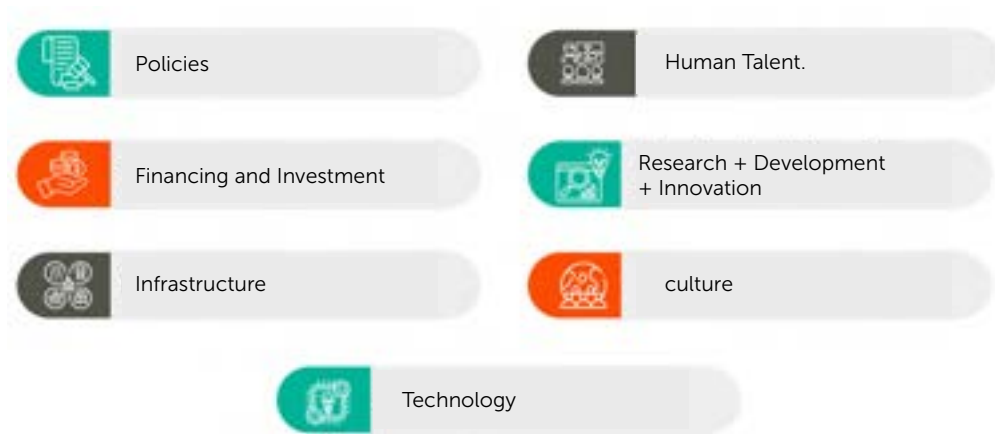 Policies
Human Talent.
Financing and Investment
Research + Development
+ Innovation
Infrastructure
culture
Technology